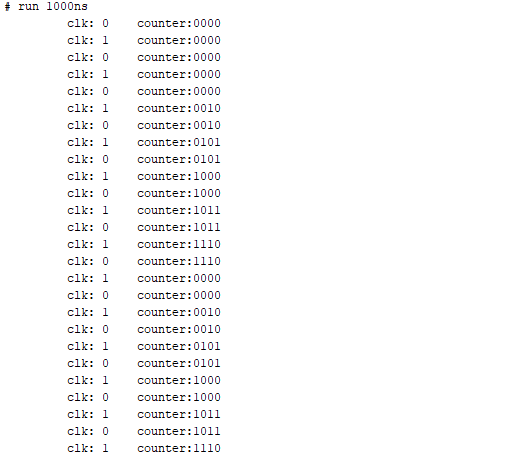 # run 1000ns
clk: 0    counter:0000
clk: 1    counter:0000
clk: 0    counter:0000
clk: 1    counter:0000
clk: 0    counter:0000
clk: 1    counter:0010
clk: 0    counter:0010
clk: 1    counter:0101
clk: 0    counter:0101
clk: 1    counter:1000
clk: 0    counter:1000
clk: 1    counter:1011
clk: 0    counter:1011
clk: 1    counter:1110
clk: 0    counter:1110
clk: 1    counter:0000
clk: 0    counter:0000
clk: 1    counter:0010
clk: 0    counter:0010
clk: 1    counter:0101
clk: 0    counter:0101
clk: 1    counter:1000
clk: 0    counter:1000
clk: 1    counter:1011
clk: 0    counter:1011
clk: 1    counter:1110